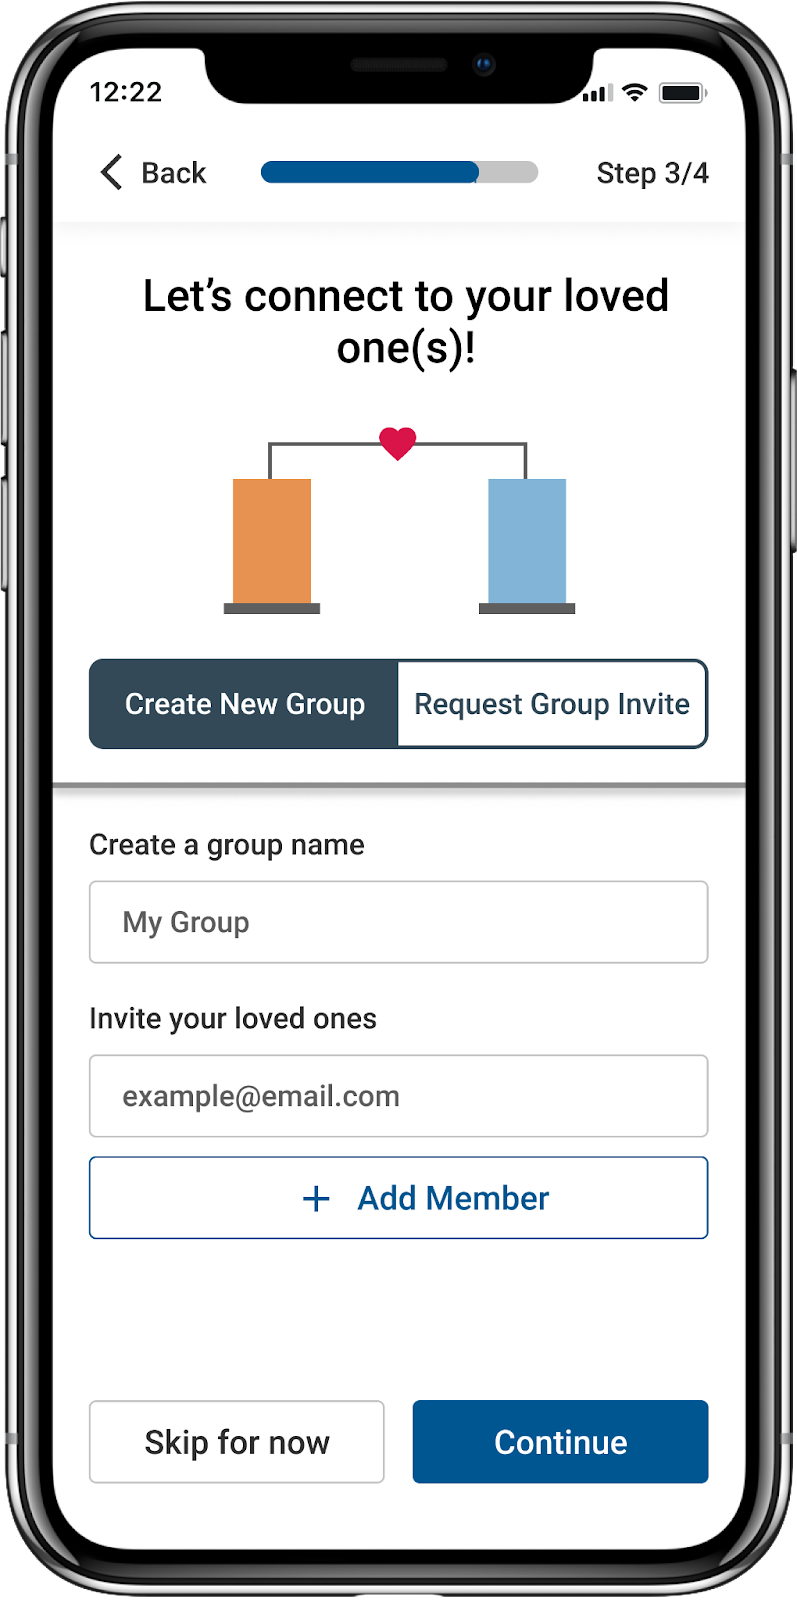 12:22
Back
Step 3/4
Let’s connect to your loved
one(s)!
Create New Group
Request Group Invite
Create a group name
My Group
Invite your loved ones
example@email.com
+ Add Member
Skip for now
Continue